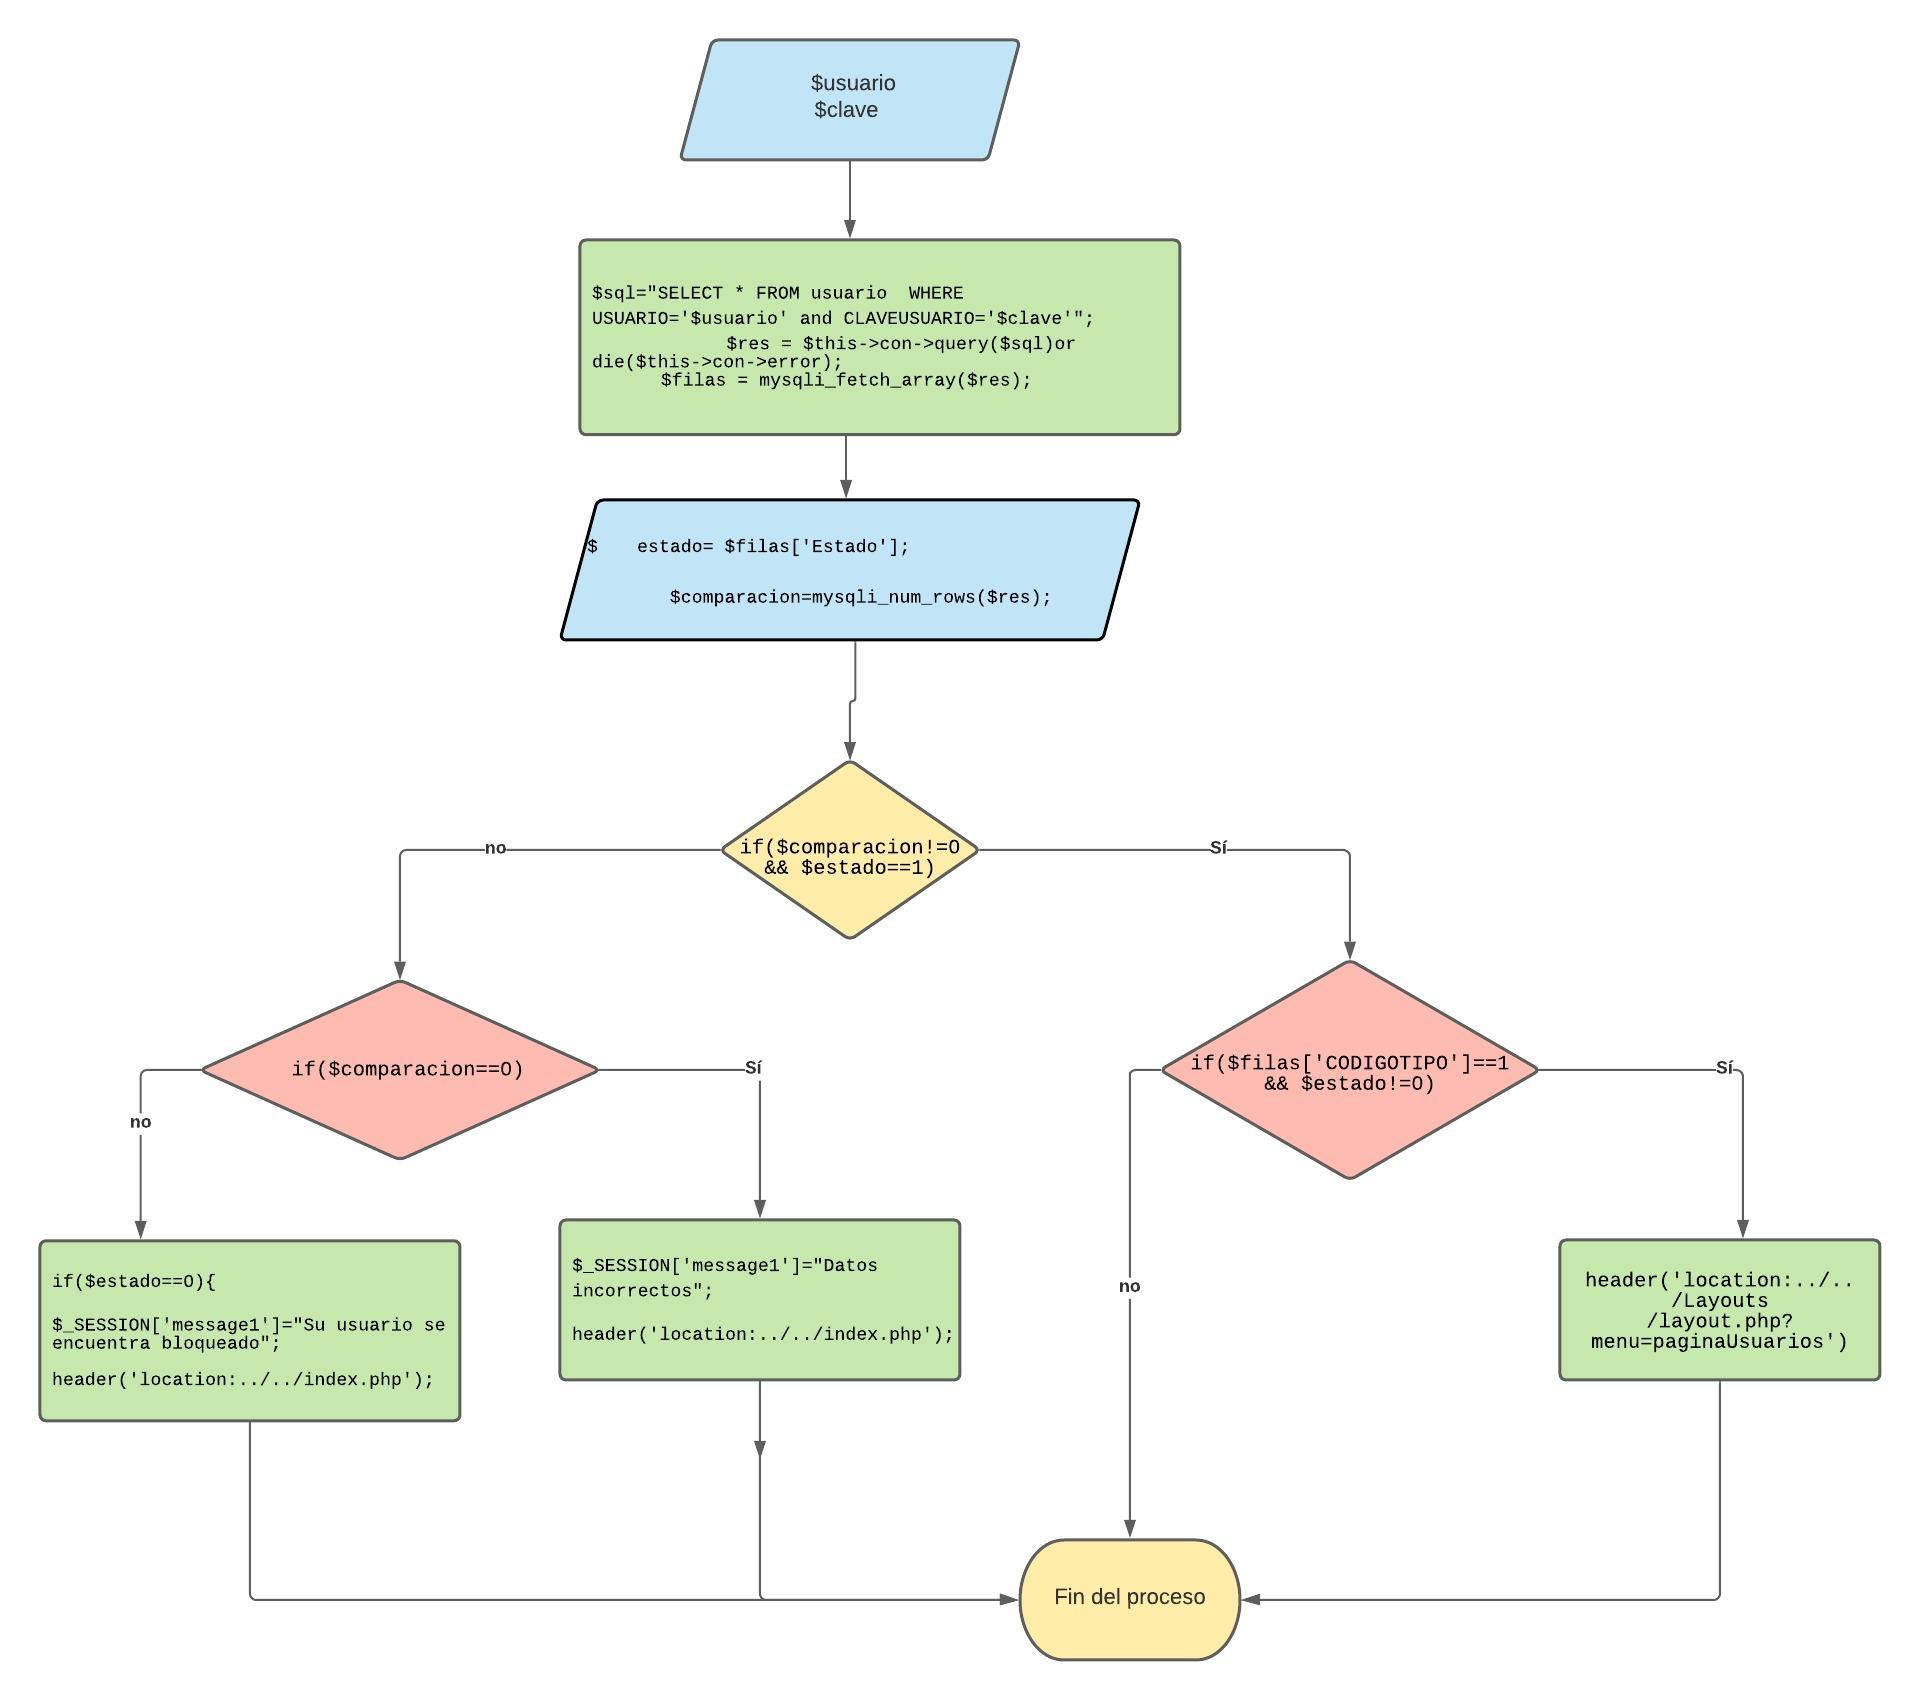 $usuario
$clave
$sql="SELECT * FROM usuario  WHERE
USUARIO='$usuario' and CLAVEUSUARIO='$clave'";
$res = $this->con->query($sql)or
die($this->con->error);
$filas = mysqli_fetch_array($res);
$    estado= $filas['Estado'];
$comparacion=mysqli_num_rows($res);
if($comparacion!=0
&& $estado==1)
no
Sí
if($comparacion==0)
no
Sí
if($filas['CODIGOTIPO']==1
&& $estado!=0)
no
Sí
if($estado==0){
$_SESSION['message1']="Su usuario se
encuentra bloqueado";
header('location:../../index.php');
$_SESSION['message1']="Datos
incorrectos";
header('location:../../index.php');
header('location:../..
/Layouts
/layout.php?
menu=paginaUsuarios')
Fin del proceso